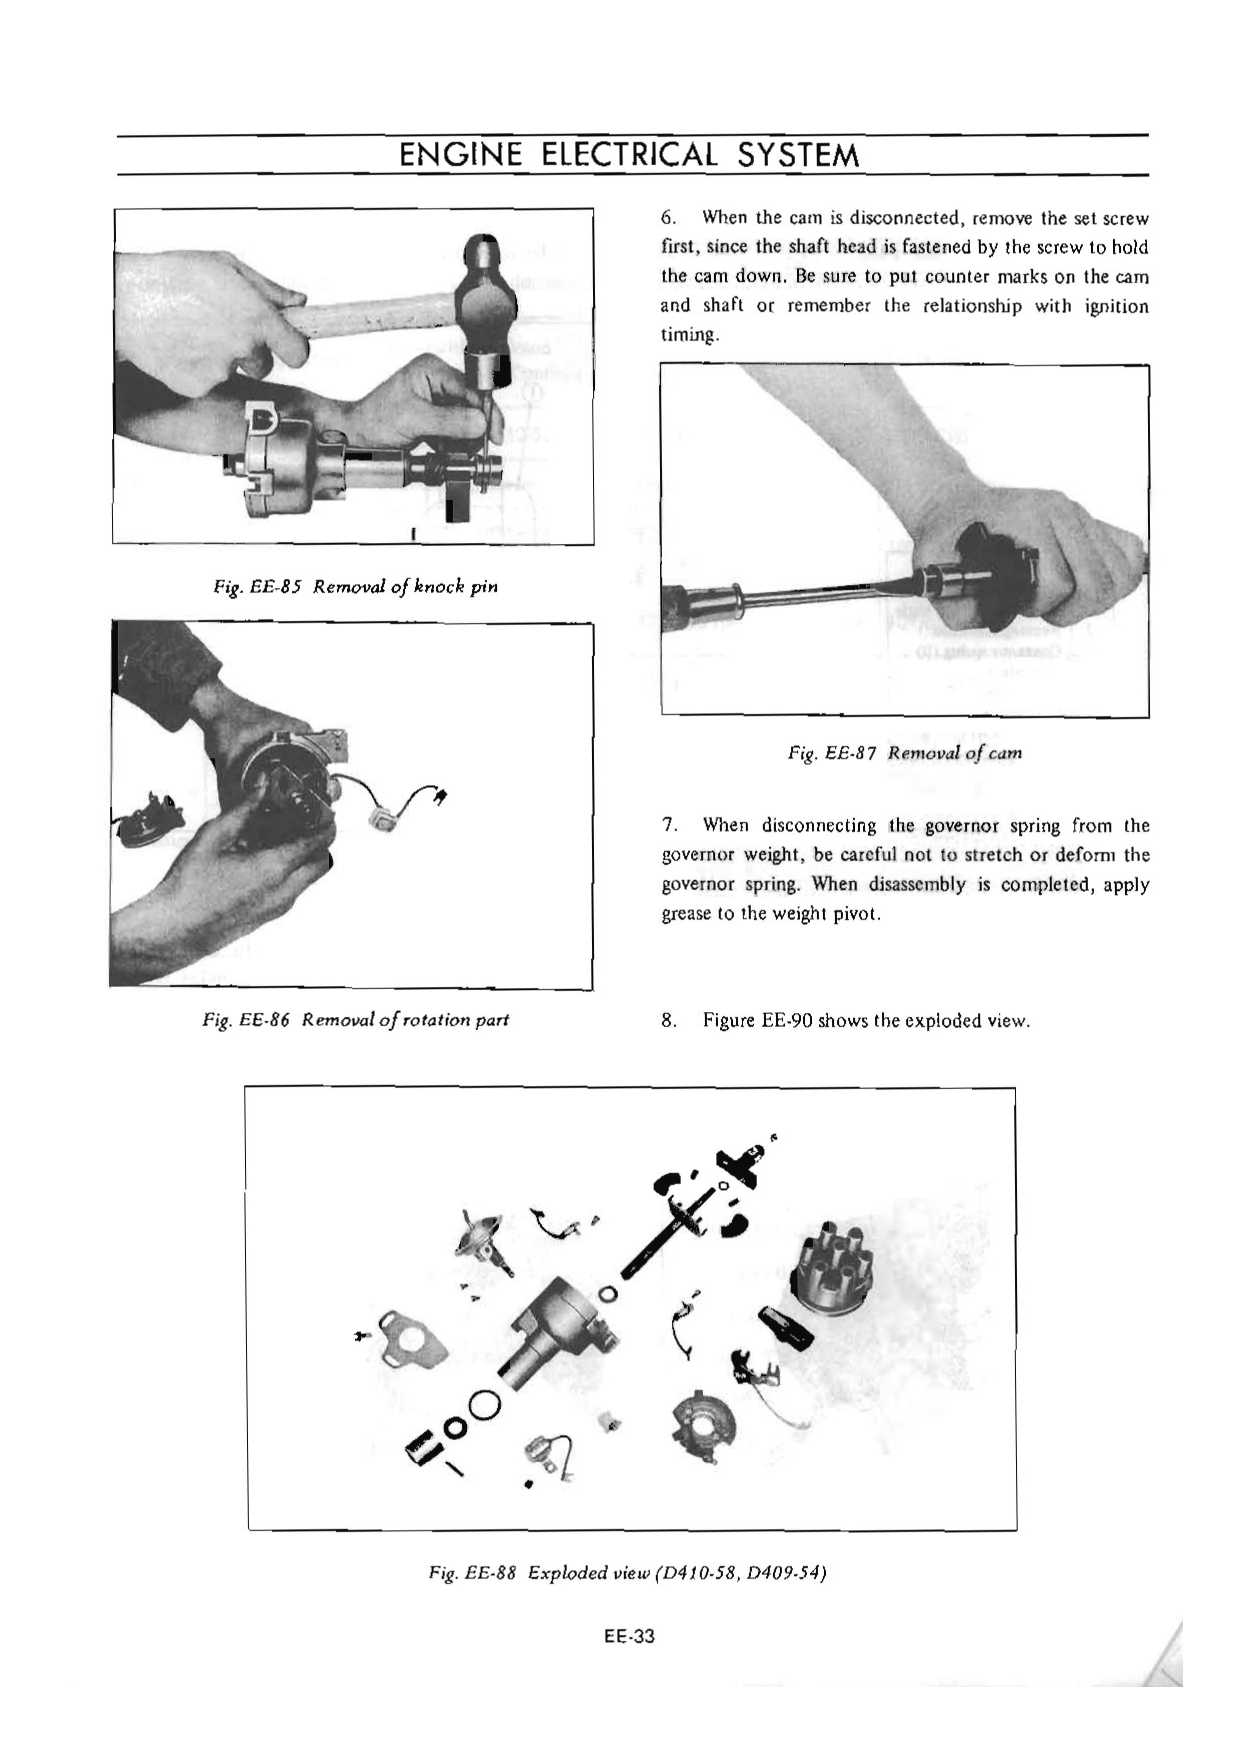 ENGINE ELECTRICAL SYSTEM
Fig. EE-85 Removal of knock pin
Fig. EE-86 Removal of rotation part
6. When the cam is disconnected, remove the set screw
first, since the shaft head is fastened by the screw to hold
the cam down. Be sure to put counter marks on the cam
and shaft or remember the relationship with ignition
timing.
Fig. EE-87 Removal of cam
7. When disconnecting the governor spring from the
governor weight, be careful not to stretch or deform the
governor spring. When disassembly is completed, apply
grease to the weight pivot.
8. Figure EE-90 shows the exploded view.
Fig. EE-88 Exploded view (D410-58, D409-54)
EE-33